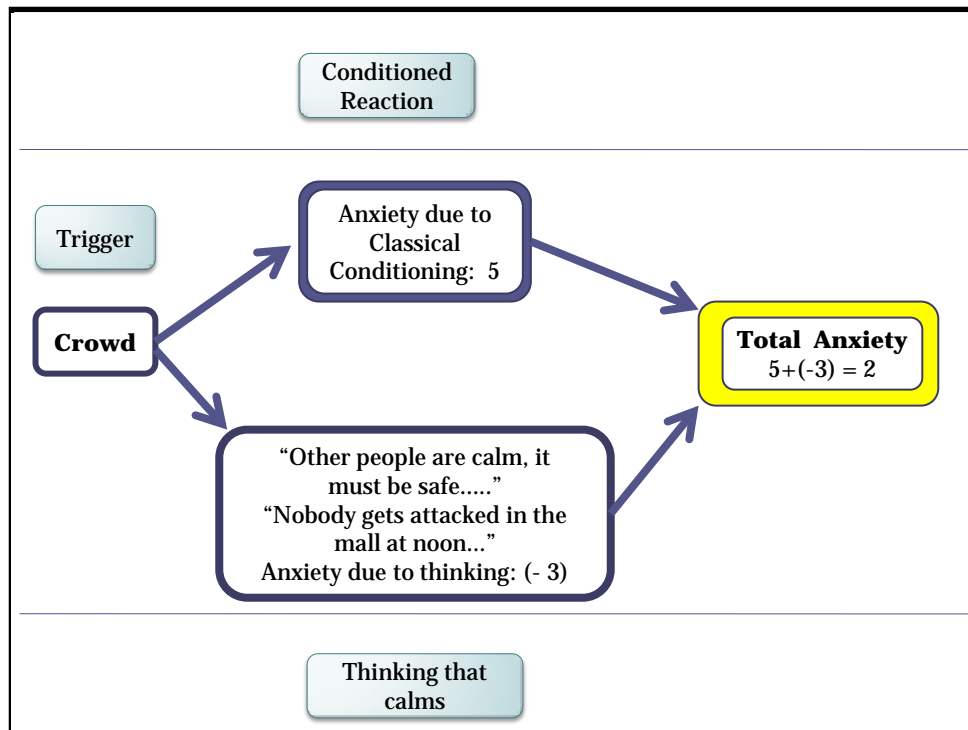 Conditioned
Reaction
Trigger
Anxiety due to
Classical
Conditioning: 5
Crowd
Total Anxiety
5+(-3) = 2
“Other people are calm, it
must be safe.....”
“Nobody gets attacked in the
mall at noon...”
Anxiety due to thinking: (- 3)
Thinking that
calms